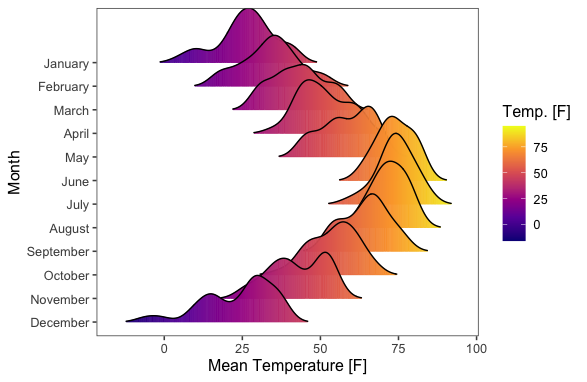 January
February
March
April
May
June
July
August
September
October
November
December
Month
0
25
50
75
100
Mean Temperature [F]
Temp. [F]
75
50
25
0